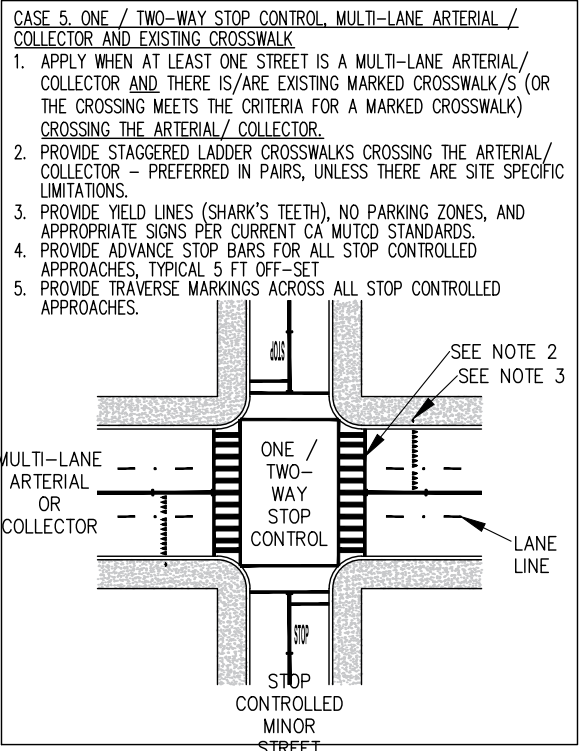 CASE 5. ONE / TWO-WAY STOP CONTROL, MULTI-LANE ARTERIAL /
COLLECTOR AND EXISTING CROSSWALK
1. APPLY WHEN AT LEAST ONE STREET IS A MULTI-LANE ARTERIAL/
COLLECTOR AND THERE IS/ARE EXISTING MARKED CROSSWALK/S (OR
THE CROSSING MEETS THE CRITERIA FOR A MARKED CROSSWALK)
CROSSING THE ARTERIAL/ COLLECTOR.
2. PROVIDE STAGGERED LADDER CROSSWALKS CROSSING THE ARTERIAL/
COLLECTOR – PREFERRED IN PAIRS, UNLESS THERE ARE SITE SPECIFIC
LIMITATIONS.
3. PROVIDE YIELD LINES (SHARK'S TEETH), NO PARKING ZONES, AND
APPROPRIATE SIGNS PER CURRENT CA MUTCD STANDARDS.
4. PROVIDE ADVANCE STOP BARS FOR ALL STOP CONTROLLED
APPROACHES, TYPICAL 5 FT OFF-SET
5. PROVIDE TRAVERSE MARKINGS ACROSS ALL STOP CONTROLLED
APPROACHES.
STOP
SEE NOTE 2
SEE NOTE 3
MULTI-LANE
ARTERIAL
OR
COLLECTOR
ONE /
TWO-
WAY
STOP
CONTROL
LANE
LINE
STOP
STOP
CONTROLLED
MINOR
STREET